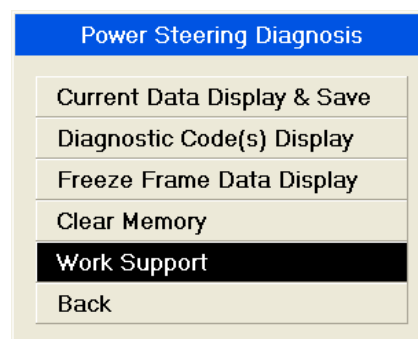 Power Steering Diagnosis
Current Data Display & Save
Diagnostic Code(s) Display
Freeze Frame Data Display
Clear Memory
Work Support
Back